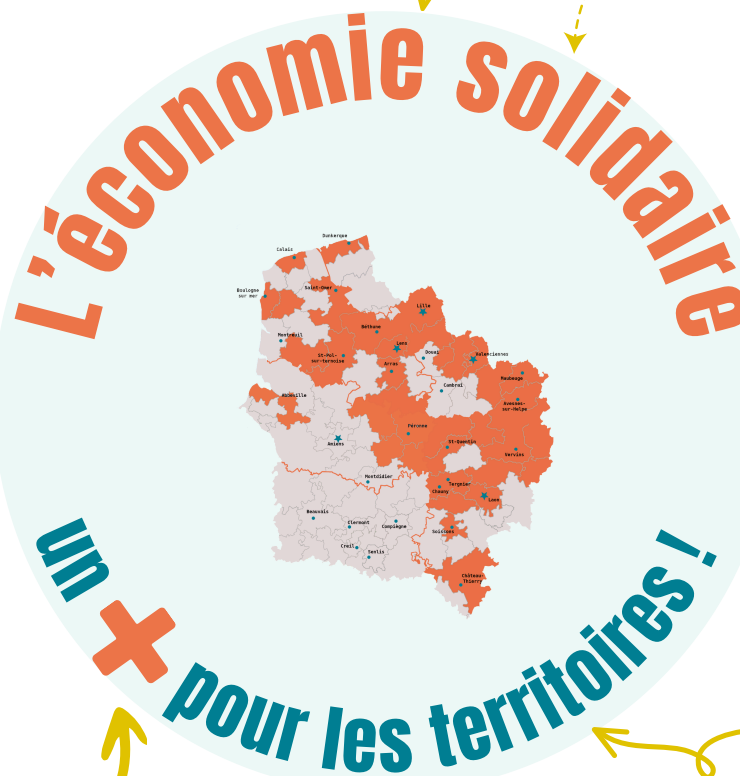 L'économie solidaire
Dunkerque
Calais
Boulogne
sur mer
Saint-Omer
Lille
Béthune
Montreuil
Lens
St-Pol-
sur-ternoise
Douai
Valenciennes
Arras
Maubeuge
Cambrai
Abbeville
Avesnes-
sur-Helpe
Péronne
Amiens
St-Quentin
Vervins
Montdidier
Tergnier
Chauny
Laon
Beauvais
Clermont
Compiègne
Soissons
Creil
Senlis
Château-
Thierry
un + pour les territoires !